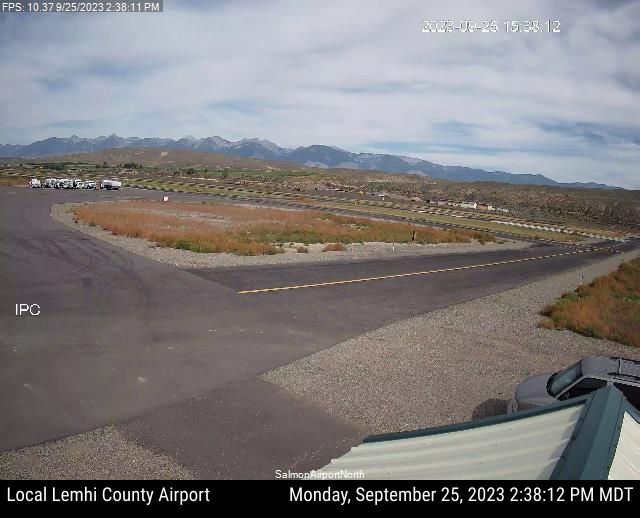 FPS: 10.37 9/25/2023 2:38:11 PM
2023-09-25 15:38:12
IPC
SalmonAirportNorth
Local Lemhi County Airport
Monday, September 25, 2023 2:38:12 PM MDT